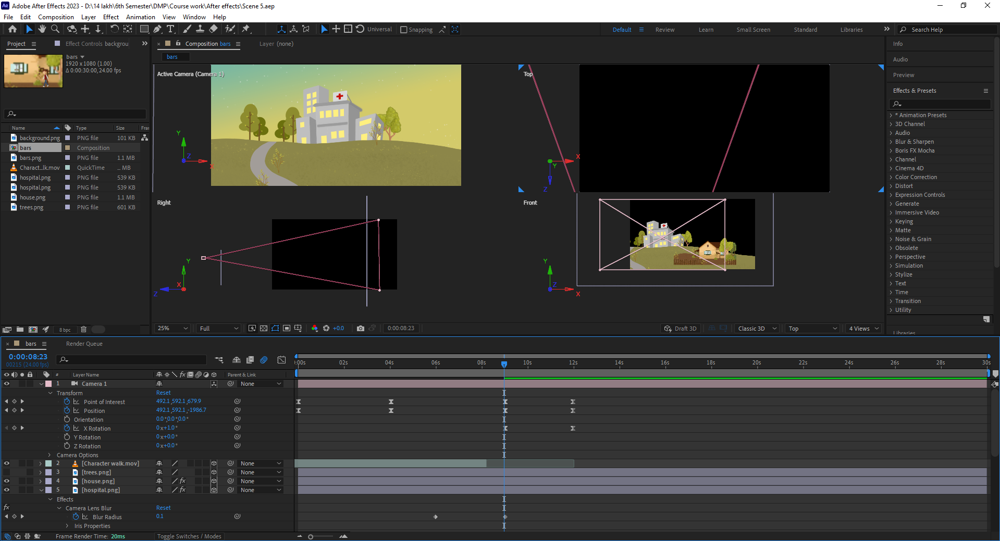 Adobe After Effects 2023 - D:\14 lakh\6th Semester\DMP\Course work\After effects\Scene 5.aep
File Edit Composition Layer Effect Animation View Window Help
Universal Snapping Default Review Learn Small Screen Standard Libraries Search Help
Project Effect Controls backgrou
bars
1920 x 1080 (1.00)
Δ 0:00:30:00, 24.00 fps
Name Type Size Fra
background.png PNG file 101 KB
bars Composition
bars.png PNG file 1.1 MB
Charact...lk.mov QuickTime ... MB
hospital.png PNG file 539 KB
hospital.png PNG file 539 KB
house.png PNG file 1.1 MB
trees.png PNG file 601 KB
8 bpc
Composition bars Layer (none)
bars
Active Camera (Camera 1)
Y
Z
X
Top
X
Y
Z
Right
Y
X
Z
Front
Y
Z
X
25% Full +0.0 0:00:08:23 Draft 3D Classic 3D Top 4 Views
Info
Audio
Preview
Effects & Presets
* Animation Presets
3D Channel
Audio
Blur & Sharpen
Boris FX Mocha
Channel
Cinema 4D
Color Correction
Distort
Expression Controls
Generate
Immersive Video
Keying
Matte
Noise & Grain
Obsolete
Perspective
Simulation
Stylize
Text
Time
Transition
Utility
Libraries
bars Render Queue
0:00:08:23
00215 (24.00 fps)
:00s 02s 04s 06s 08s 10s 12s 14s 16s 18s 20s 22s 24s 26s 28s 30s
# Layer Name fx Parent & Link
1 Camera 1 None
Transform Reset
Point of Interest 492.1,592.1,679.9
Position 492.1,592.1,-1986.7
Orientation 0.0°,0.0°,0.0°
X Rotation 0x+1.0°
Y Rotation 0x+0.0°
Z Rotation 0x+0.0°
Camera Options
2 [Character walk.mov] None
3 [trees.png] None
4 [house.png] fx None
5 [hospital.png] fx None
Effects
fx Camera Lens Blur Reset
Blur Radius 0.1
Iris Properties
Frame Render Time: 20ms Toggle Switches / Modes